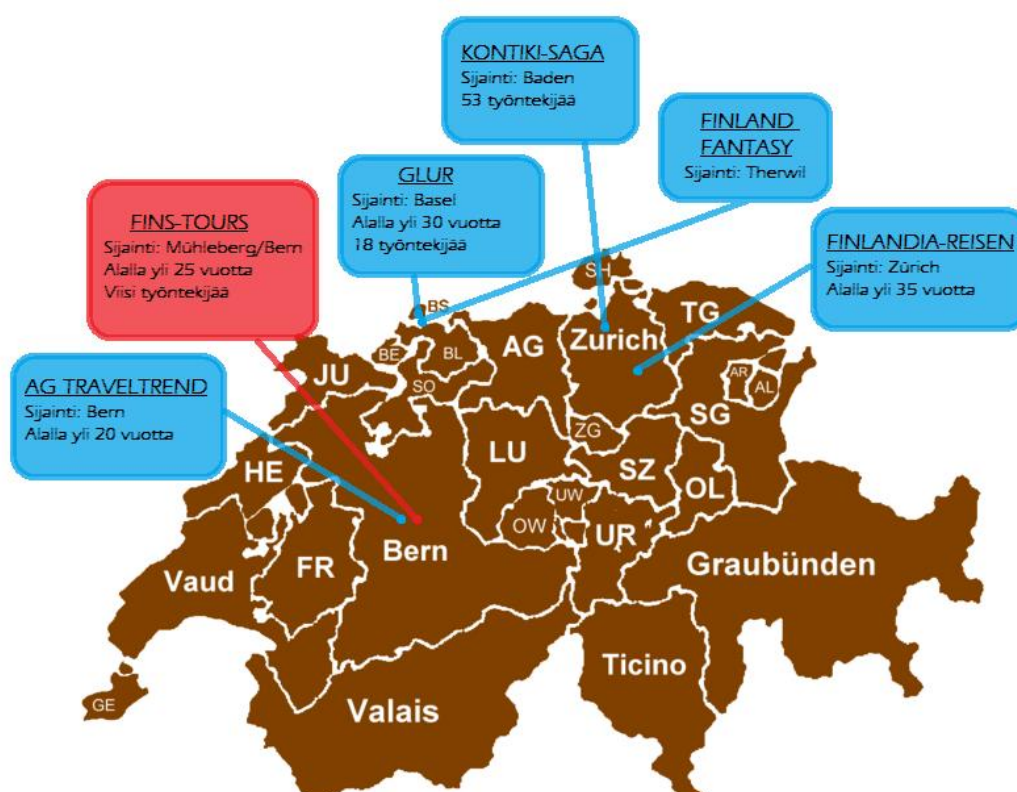 KONTIKI-SAGA
Sijainti: Baden
53 työntekijää
FINLAND
FANTASY
Sijainti: Therwil
GLUR
Sijainti: Basel
Alalla yli 30 vuotta
18 työntekijää
FINS-TOURS
Sijainti: Mühleberg/Bern
Alalla yli 25 vuotta
Viisi työntekijää
FINLANDIA-REISEN
Sijainti: Zürich
Alalla yli 35 vuotta
AG TRAVELTREND
Sijainti: Bern
Alalla yli 20 vuotta
SH
BS
TG
Zurich
AG
BE
BL
JU
SO
AR
AL
SG
ZG
LU
SZ
HE
OL
UW
OW
UR
Bern
FR
Vaud
Graubünden
Ticino
GE
Valais